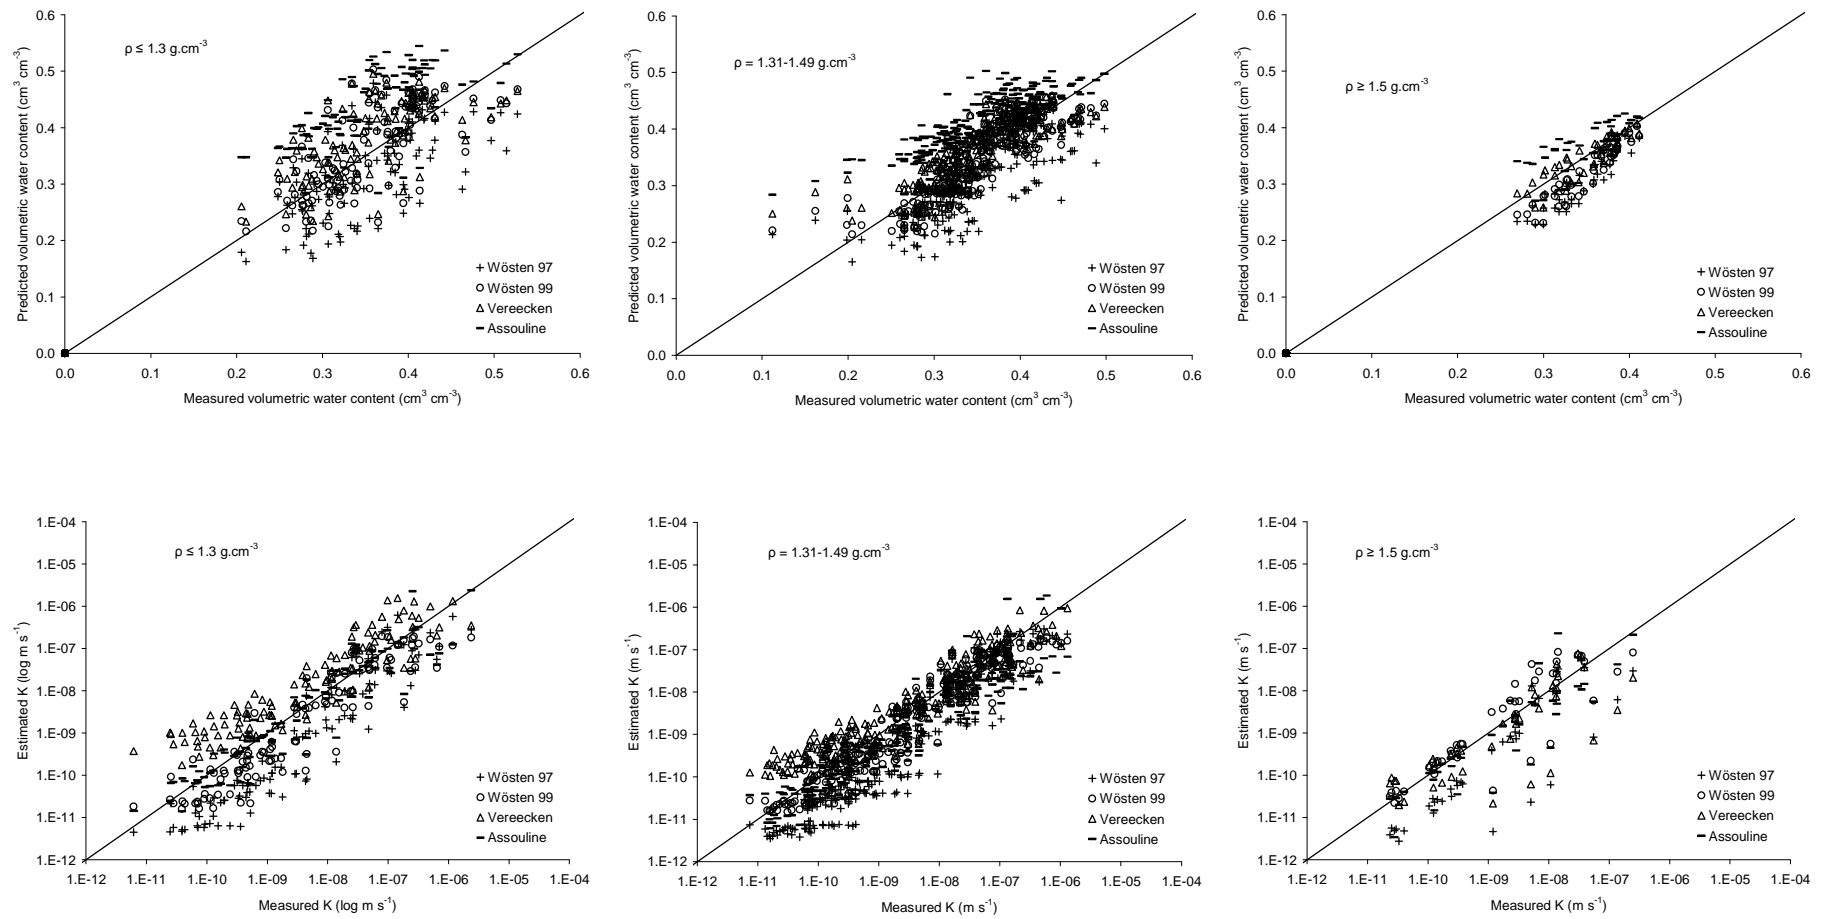 ρ ≤ 1.3 g.cm-3
Predicted volumetric water content (cm3 cm-3)
0.6
0.5
0.4
0.3
0.2
0.1
0.0
0.0 0.1 0.2 0.3 0.4 0.5 0.6
Measured volumetric water content (cm3 cm-3)
Wösten 97
Wösten 99
Vereecken
Assouline
ρ = 1.31-1.49 g.cm-3
Predicted volumetric water content (cm3 cm-3)
0.6
0.5
0.4
0.3
0.2
0.1
0.0
0.0 0.1 0.2 0.3 0.4 0.5 0.6
Measured volumetric water content (cm3 cm-3)
Wösten 97
Wösten 99
Vereecken
Assouline
ρ ≥ 1.5 g.cm-3
Predicted volumetric water content (cm3 cm-3)
0.6
0.5
0.4
0.3
0.2
0.1
0.0
0.0 0.1 0.2 0.3 0.4 0.5 0.6
Measured volumetric water content (cm3 cm-3)
Wösten 97
Wösten 99
Vereecken
Assouline
ρ ≤ 1.3 g.cm-3
Estimated K (log m s-1)
1.E-04
1.E-05
1.E-06
1.E-07
1.E-08
1.E-09
1.E-10
1.E-11
1.E-12
1.E-12 1.E-11 1.E-10 1.E-09 1.E-08 1.E-07 1.E-06 1.E-05 1.E-04
Measured K (log m s-1)
Wösten 97
Wösten 99
Vereecken
Assouline
ρ = 1.31-1.49 g.cm-3
Estimated K (m s-1)
1.E-04
1.E-05
1.E-06
1.E-07
1.E-08
1.E-09
1.E-10
1.E-11
1.E-12
1.E-12 1.E-11 1.E-10 1.E-09 1.E-08 1.E-07 1.E-06 1.E-05 1.E-04
Measured K (m s-1)
Wösten 97
Wösten 99
Vereecken
Assouline
ρ ≥ 1.5 g.cm-3
Estimated K (m s-1)
1.E-04
1.E-05
1.E-06
1.E-07
1.E-08
1.E-09
1.E-10
1.E-11
1.E-12
1.E-12 1.E-11 1.E-10 1.E-09 1.E-08 1.E-07 1.E-06 1.E-05 1.E-04
Measured K (m s-1)
Wösten 97
Wösten 99
Vereecken
Assouline